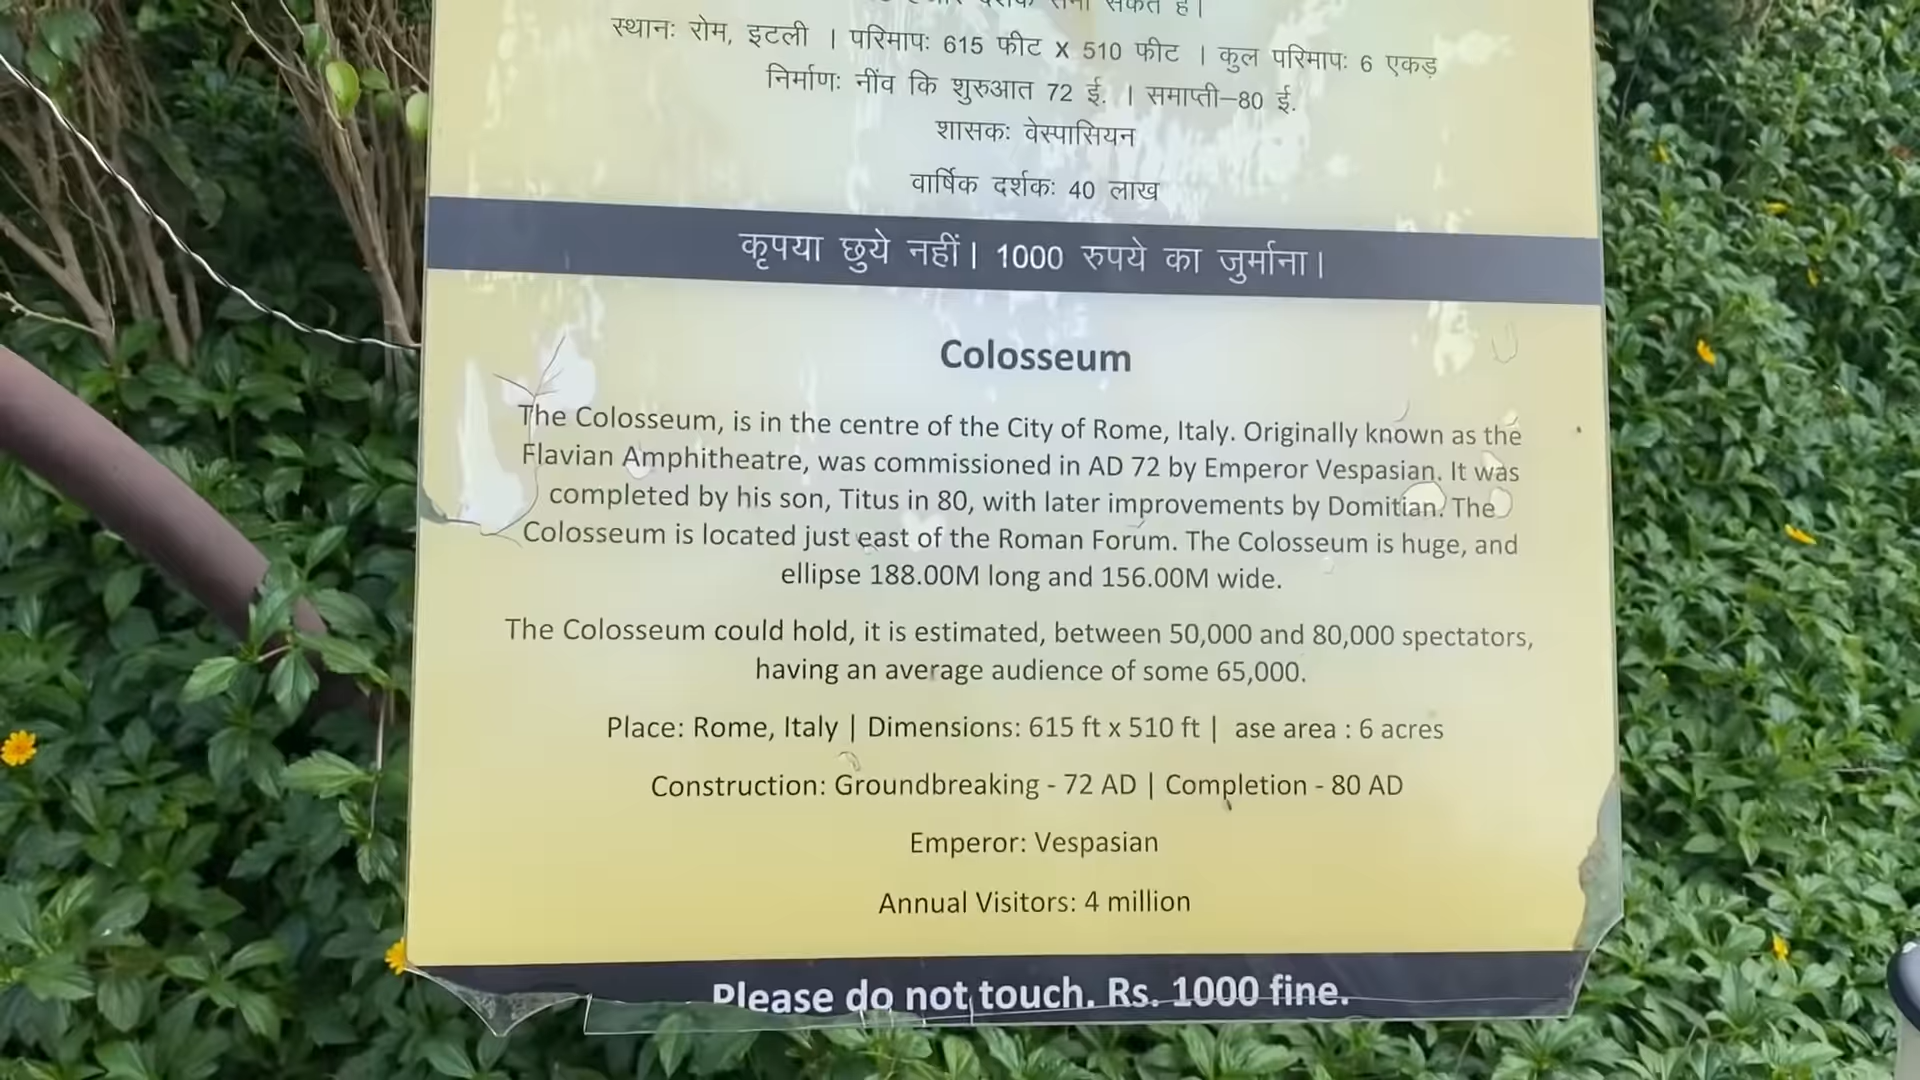 सकते हैं।
स्थानः रोम, इटली । परिमापः 615 फीट X 510 फीट । कुल परिमापः 6 एकड़
निर्माणः नींव कि शुरुआत 72 ई. । समाप्ती–80 ई.
शासकः वेस्पासियन
वार्षिक दर्शकः 40 लाख
कृपया छुये नहीं। 1000 रुपये का जुर्माना।
Colosseum
The Colosseum, is in the centre of the City of Rome, Italy. Originally known as the
Flavian Amphitheatre, was commissioned in AD 72 by Emperor Vespasian. It was
completed by his son, Titus in 80, with later improvements by Domitian. The
Colosseum is located just east of the Roman Forum. The Colosseum is huge, and
ellipse 188.00M long and 156.00M wide.
The Colosseum could hold, it is estimated, between 50,000 and 80,000 spectators,
having an average audience of some 65,000.
Place: Rome, Italy | Dimensions: 615 ft x 510 ft | ase area : 6 acres
Construction: Groundbreaking - 72 AD | Completion - 80 AD
Emperor: Vespasian
Annual Visitors: 4 million
Please do not touch. Rs. 1000 fine.